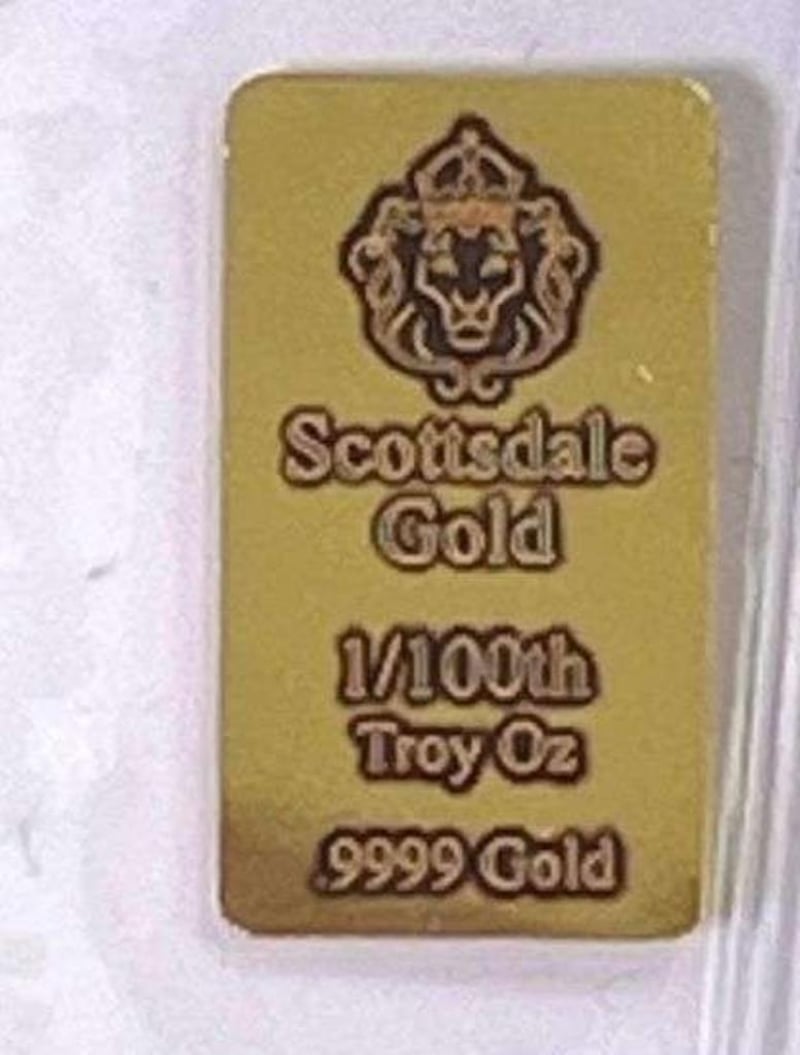 Scottsdale
Gold
1/100th
Troy Oz
.9999 Gold